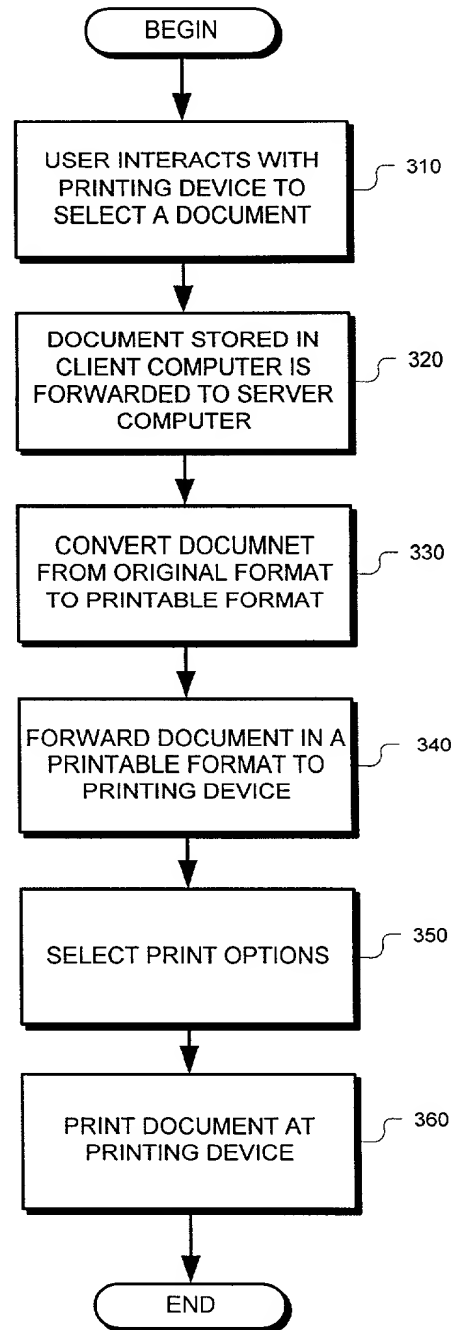 BEGIN
USER INTERACTS WITH
PRINTING DEVICE TO
SELECT A DOCUMENT
310
DOCUMENT STORED IN
CLIENT COMPUTER IS
FORWARDED TO SERVER
COMPUTER
320
CONVERT DOCUMNET
FROM ORIGINAL FORMAT
TO PRINTABLE FORMAT
330
FORWARD DOCUMENT IN A
PRINTABLE FORMAT TO
PRINTING DEVICE
340
SELECT PRINT OPTIONS
350
PRINT DOCUMENT AT
PRINTING DEVICE
360
END